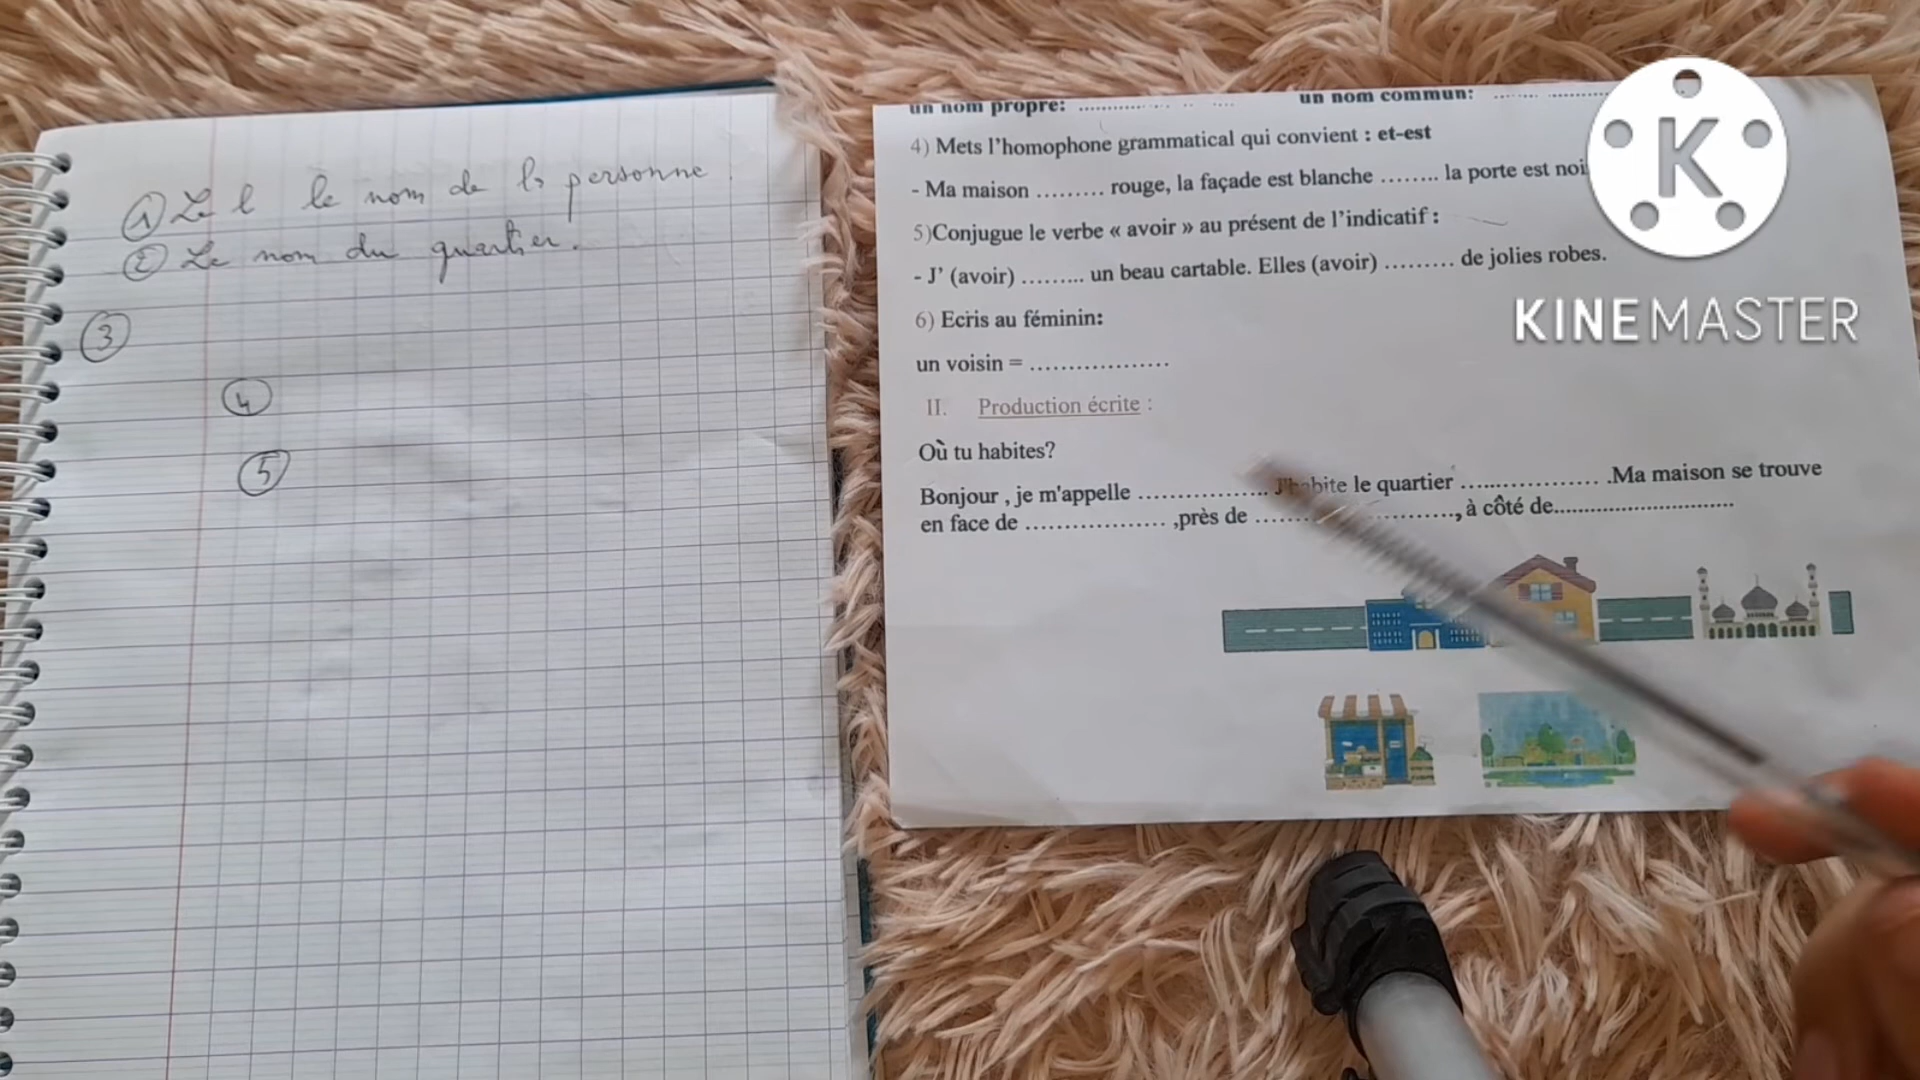 ① Le l le nom de la personne.
② Le nom du quartier.
③
④
⑤
un nom propre: .................. un nom commun: ..................
4) Mets l'homophone grammatical qui convient : et-est
- Ma maison ......... rouge, la façade est blanche ........ la porte est noi
5)Conjugue le verbe « avoir » au présent de l'indicatif :
- J' (avoir) ......... un beau cartable. Elles (avoir) ......... de jolies robes.
6) Ecris au féminin:
un voisin = ..................
II. Production écrite :
Où tu habites?
Bonjour , je m'appelle ................. J'habite le quartier .................. .Ma maison se trouve
en face de .................. ,près de .........................., à côté de..............................
K
KINEMASTER